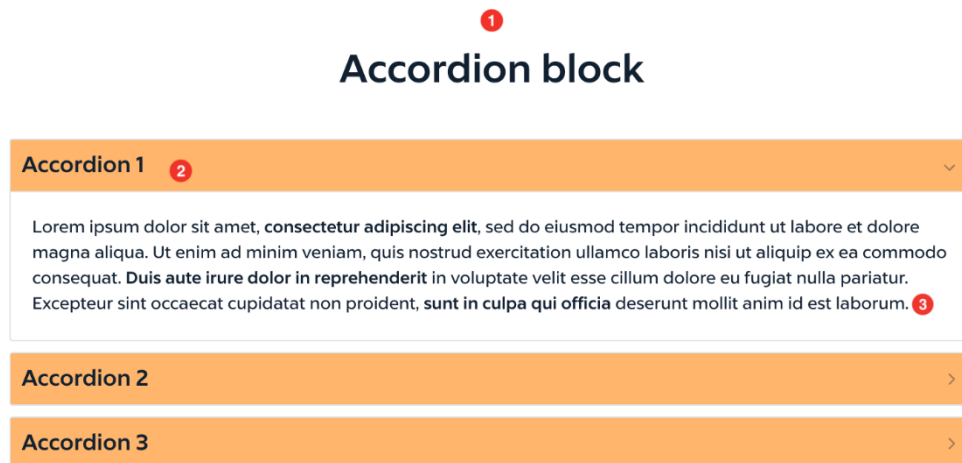 1
Accordion block
Accordion 1 2
Lorem ipsum dolor sit amet, consectetur adipiscing elit, sed do eiusmod tempor incididunt ut labore et dolore
magna aliqua. Ut enim ad minim veniam, quis nostrud exercitation ullamco laboris nisi ut aliquip ex ea commodo
consequat. Duis aute irure dolor in reprehenderit in voluptate velit esse cillum dolore eu fugiat nulla pariatur.
Excepteur sint occaecat cupidatat non proident, sunt in culpa qui officia deserunt mollit anim id est laborum. 3
Accordion 2
Accordion 3